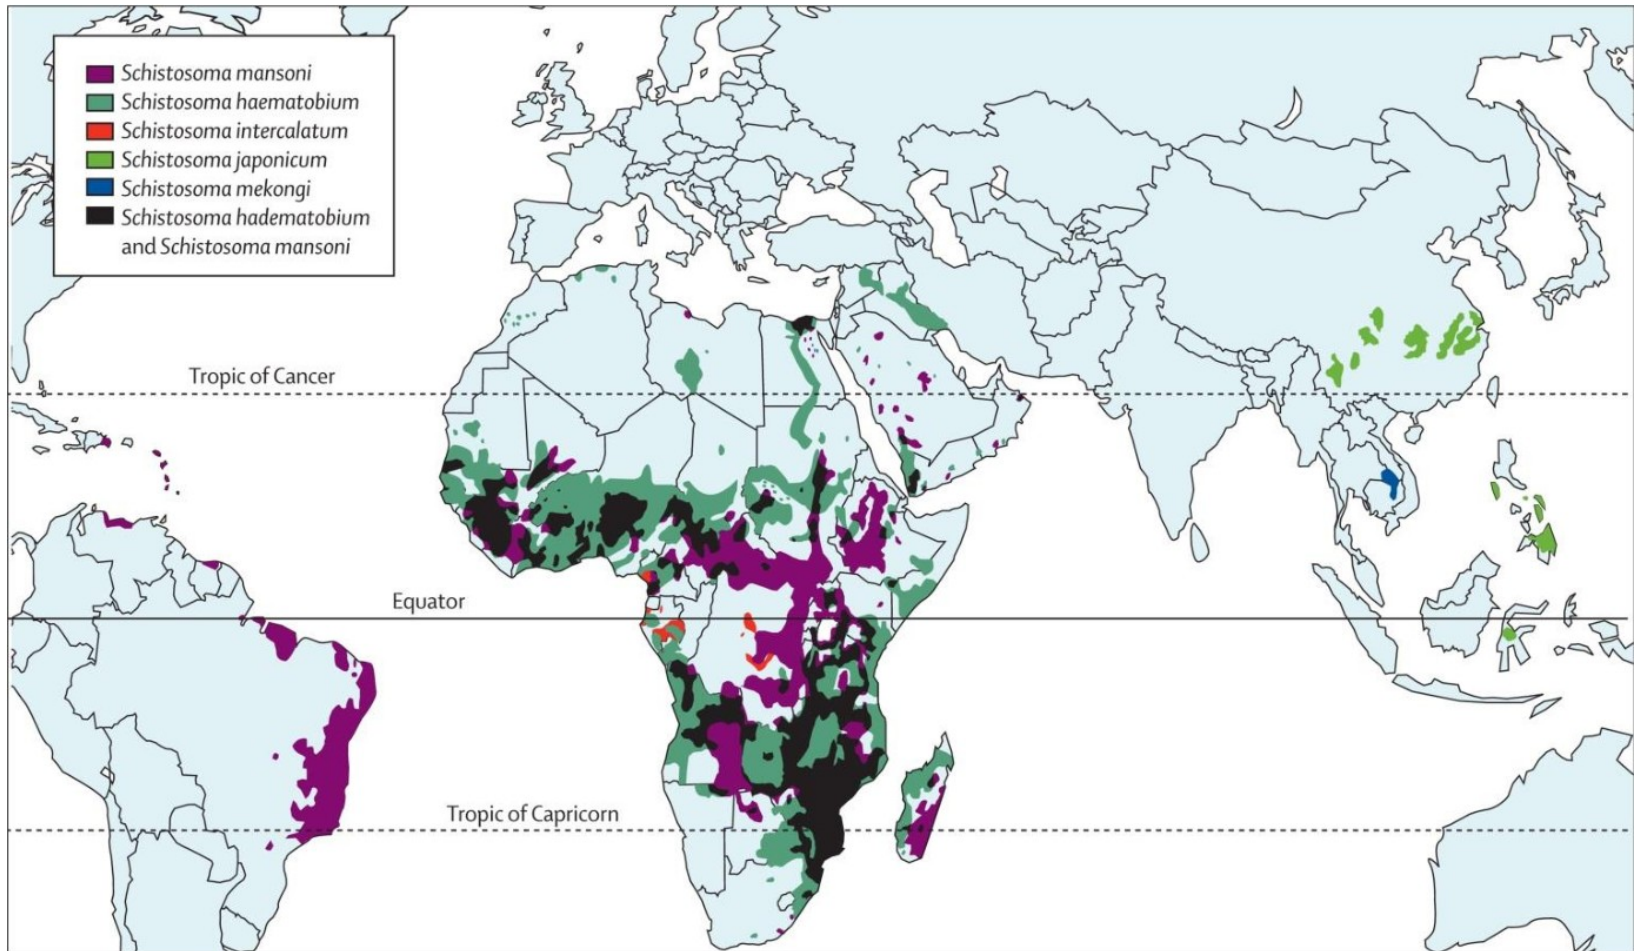 Schistosoma mansoni
Schistosoma haematobium
Schistosoma intercalatum
Schistosoma japonicum
Schistosoma mekongi
Schistosoma hadematobium
and Schistosoma mansoni
Tropic of Cancer
Equator
Tropic of Capricorn